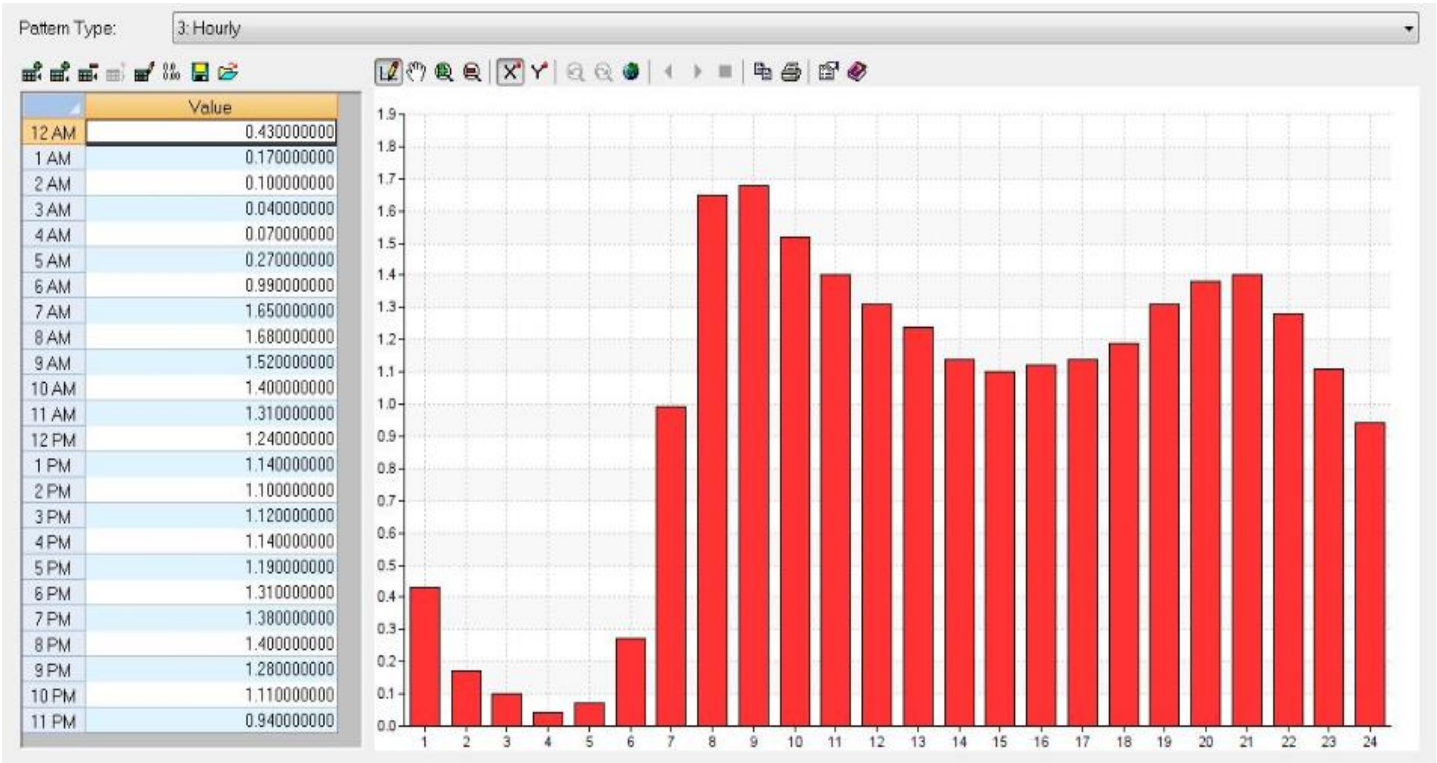 Pattern Type: 3: Hourly
Value
12 AM 0.430000000
1 AM 0.170000000
2 AM 0.100000000
3 AM 0.040000000
4 AM 0.070000000
5 AM 0.270000000
6 AM 0.990000000
7 AM 1.650000000
8 AM 1.680000000
9 AM 1.520000000
10 AM 1.400000000
11 AM 1.310000000
12 PM 1.240000000
1 PM 1.140000000
2 PM 1.100000000
3 PM 1.120000000
4 PM 1.140000000
5 PM 1.190000000
6 PM 1.310000000
7 PM 1.380000000
8 PM 1.400000000
9 PM 1.280000000
10 PM 1.110000000
11 PM 0.940000000
1.9
1.8
1.7
1.6
1.5
1.4
1.3
1.2
1.1
1.0
0.9
0.8
0.7
0.6
0.5
0.4
0.3
0.2
0.1
0.0
1 2 3 4 5 6 7 8 9 10 11 12 13 14 15 16 17 18 19 20 21 22 23 24